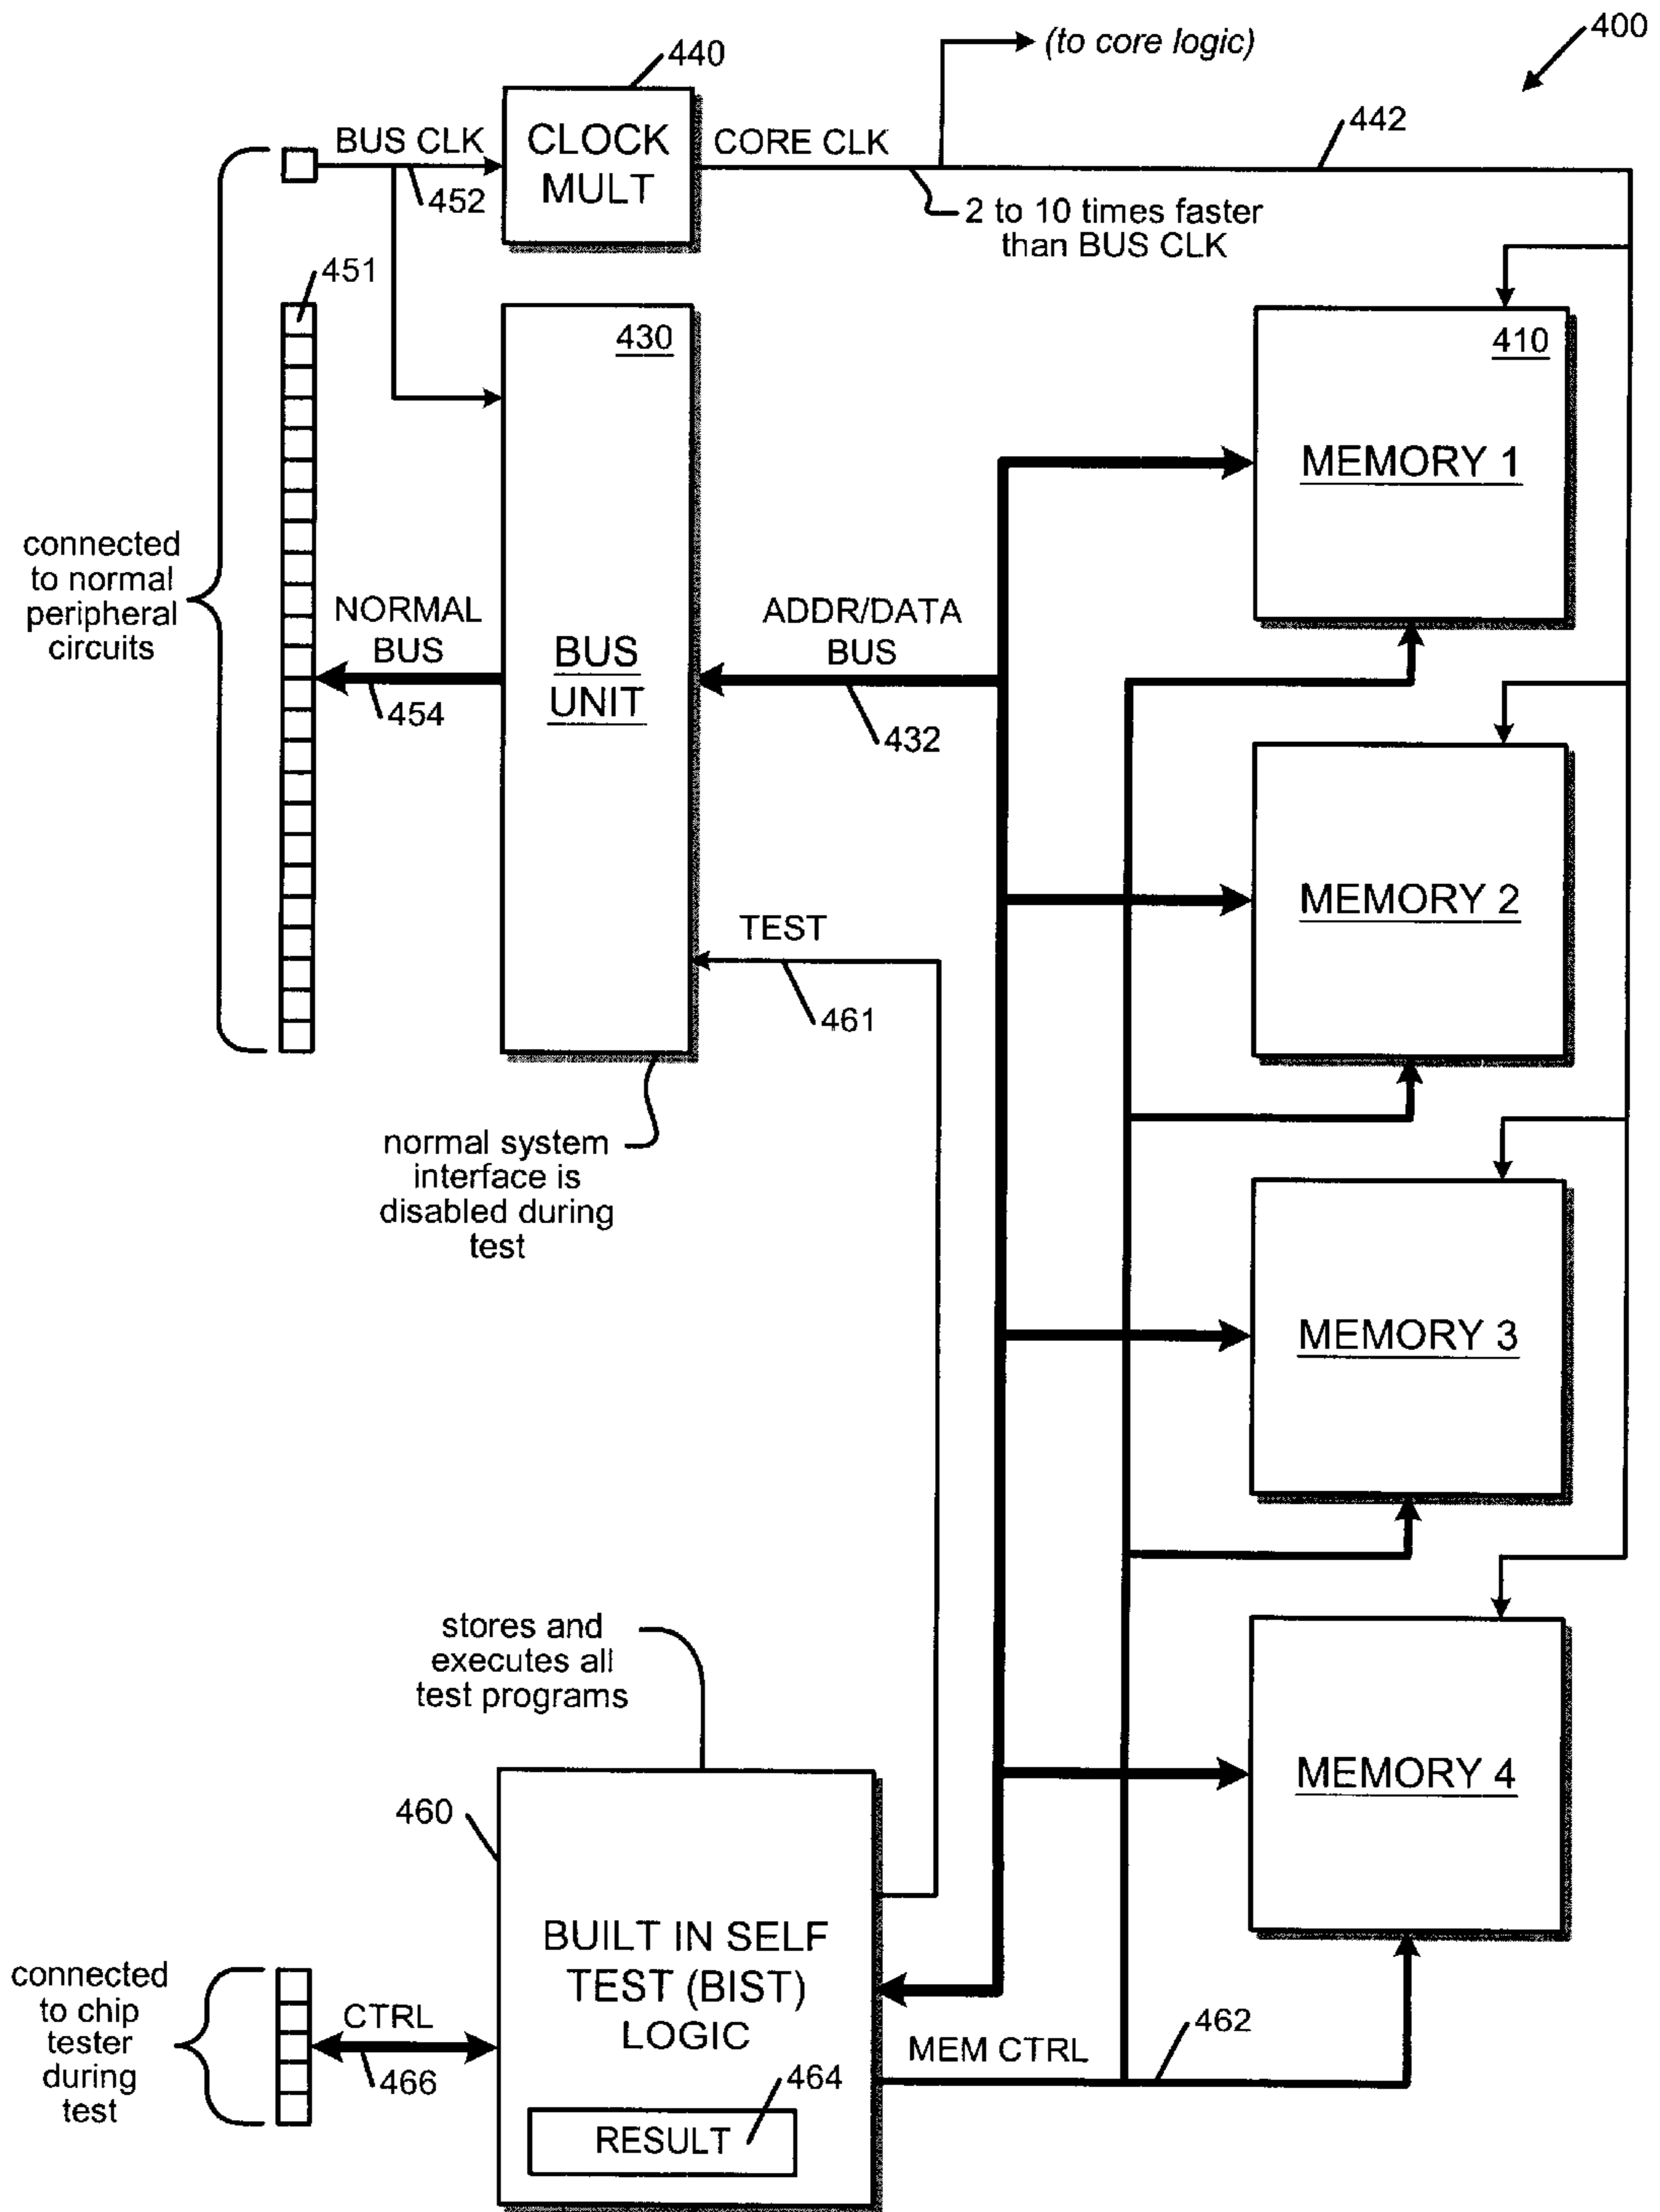 400
(to core logic)
440
BUS CLK
452
CLOCK
MULT
CORE CLK
442
2 to 10 times faster
than BUS CLK
451
430
410
MEMORY 1
connected
to normal
peripheral
circuits
NORMAL
BUS
454
BUS
UNIT
ADDR/DATA
BUS
432
MEMORY 2
TEST
461
normal system
interface is
disabled during
test
MEMORY 3
stores and
executes all
test programs
460
MEMORY 4
BUILT IN SELF
TEST (BIST)
LOGIC
connected
to chip
tester
during
test
CTRL
466
MEM CTRL
462
464
RESULT